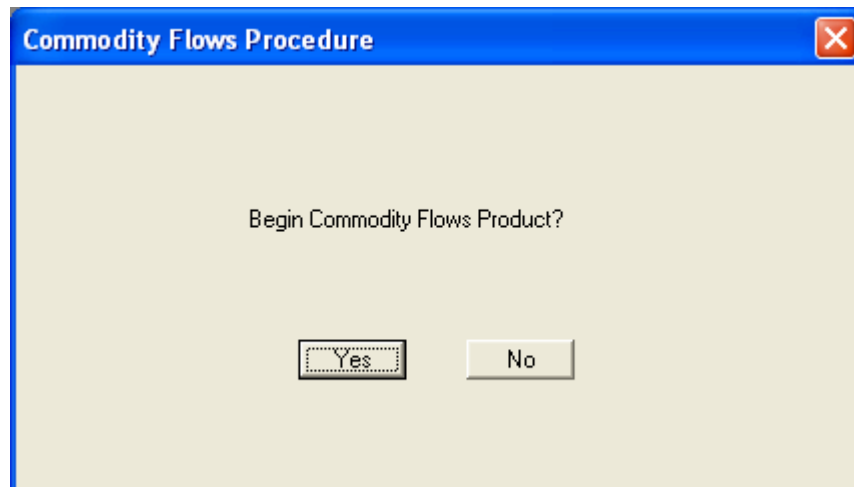 Commodity Flows Procedure
Begin Commodity Flows Product?
Yes
No